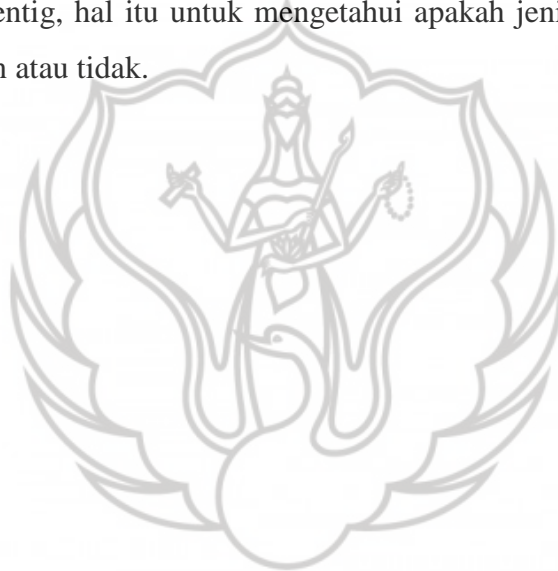 entig, hal itu untuk mengetahui apakah jeni
atau tidak.